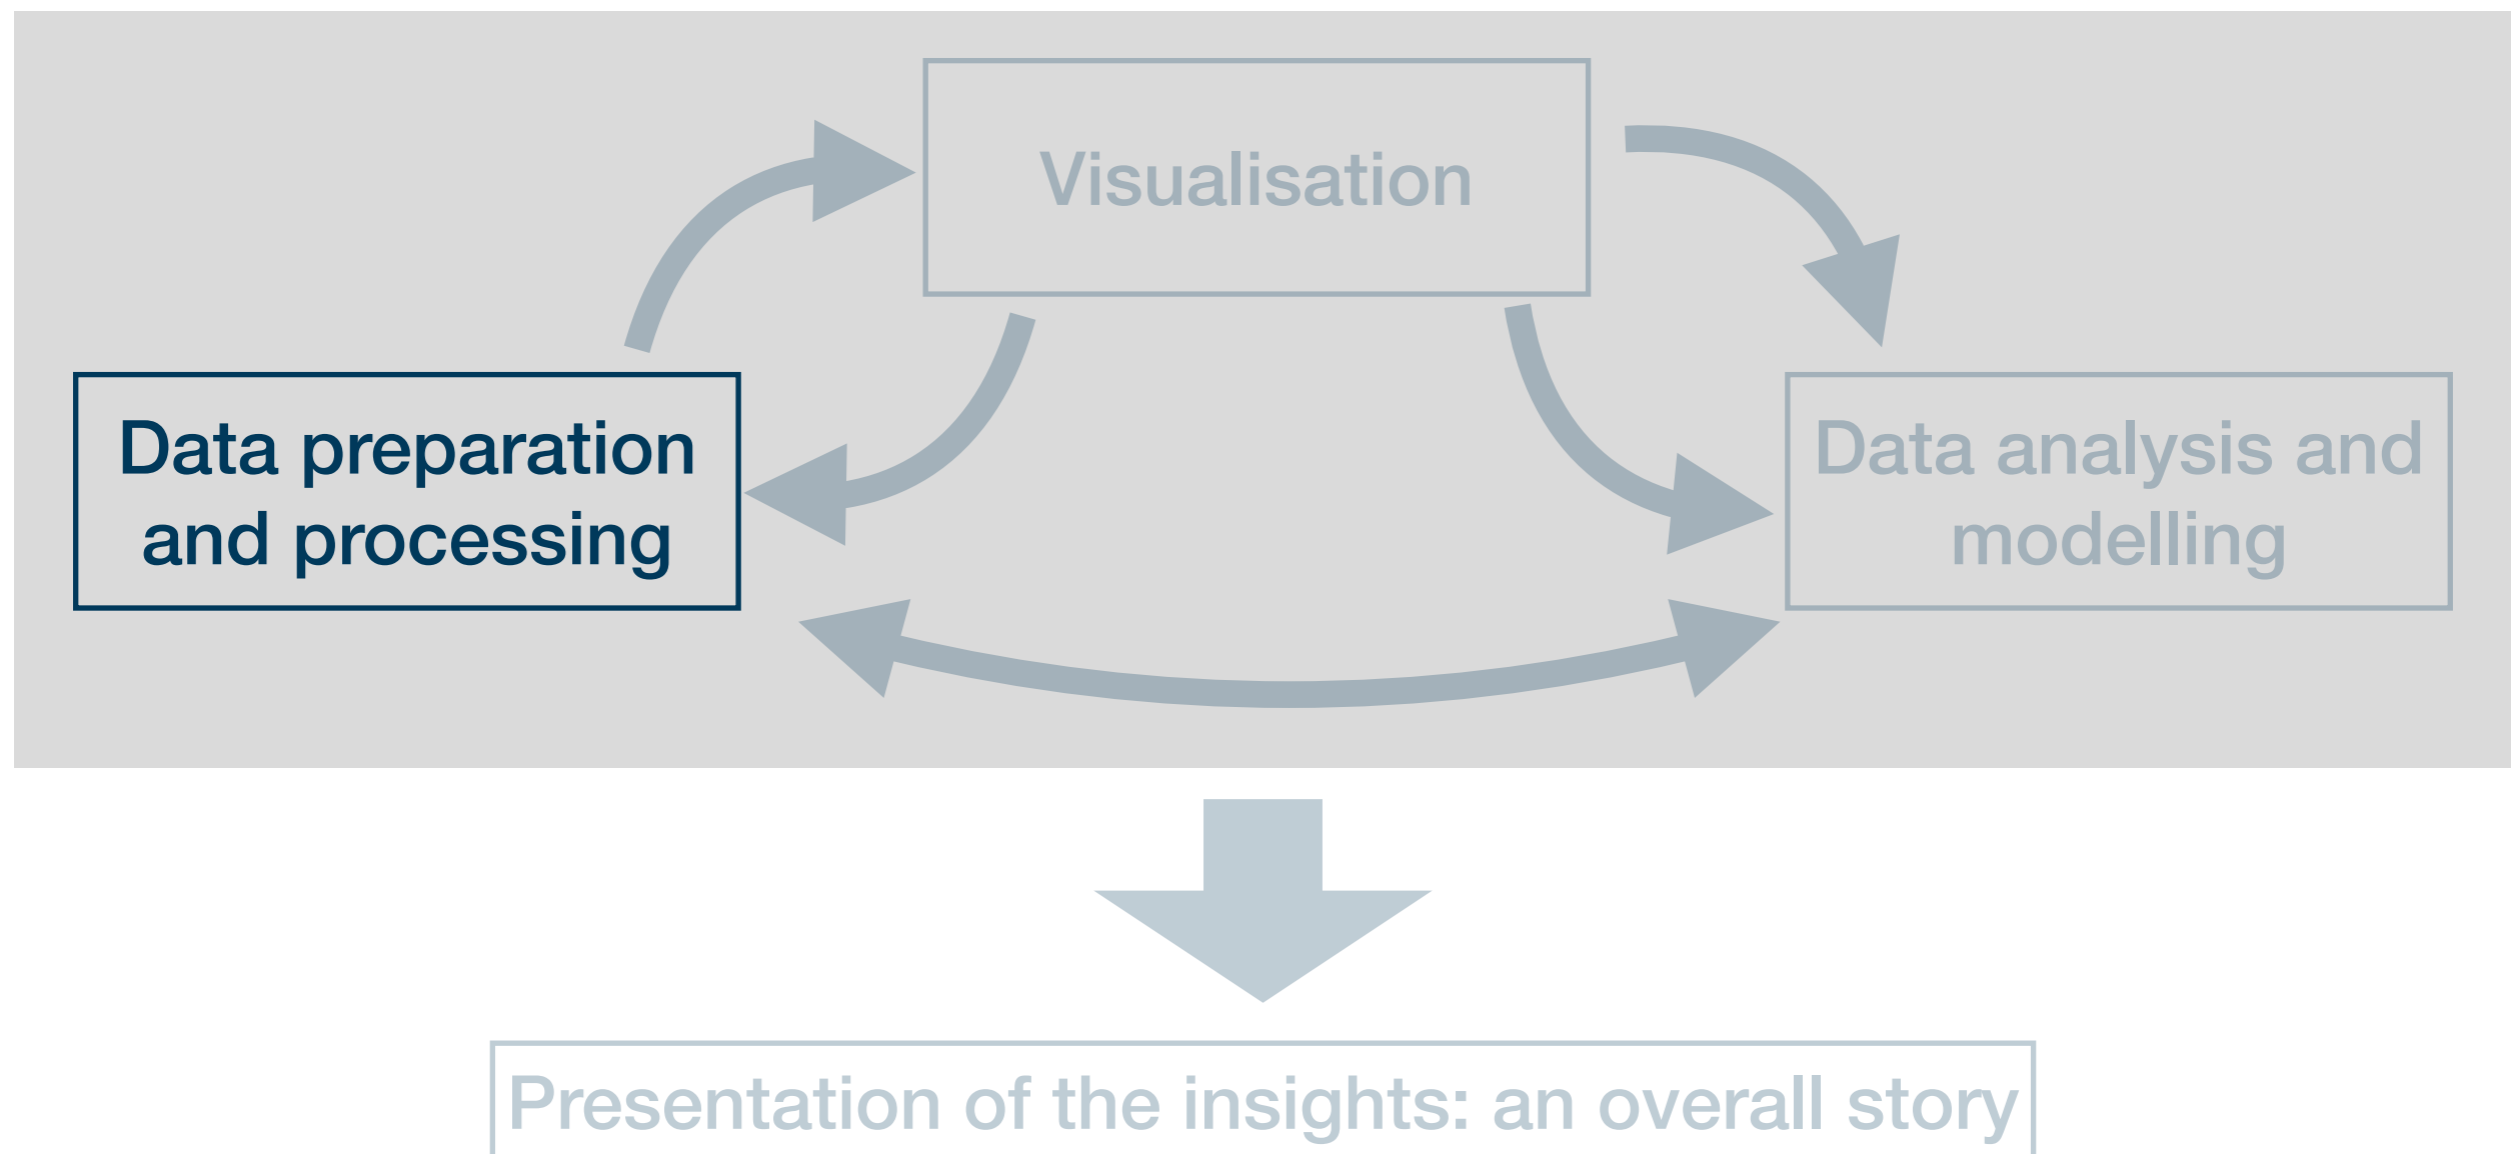 Visualisation
Data preparation
and processing
Data analysis and
modelling
Presentation of the insights: an overall story